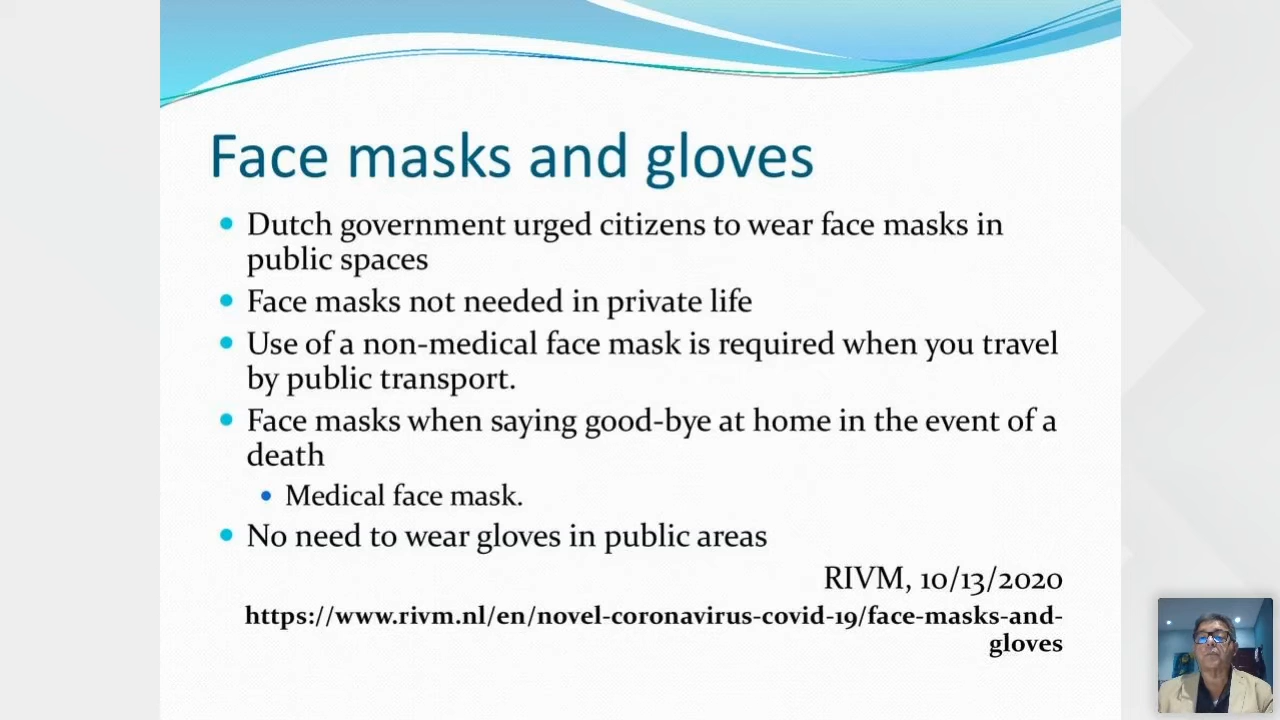 Face masks and gloves
Dutch government urged citizens to wear face masks in
public spaces
Face masks not needed in private life
Use of a non-medical face mask is required when you travel
by public transport.
Face masks when saying good-bye at home in the event of a
death
Medical face mask.
No need to wear gloves in public areas
RIVM, 10/13/2020
https://www.rivm.nl/en/novel-coronavirus-covid-19/face-masks-and-
gloves